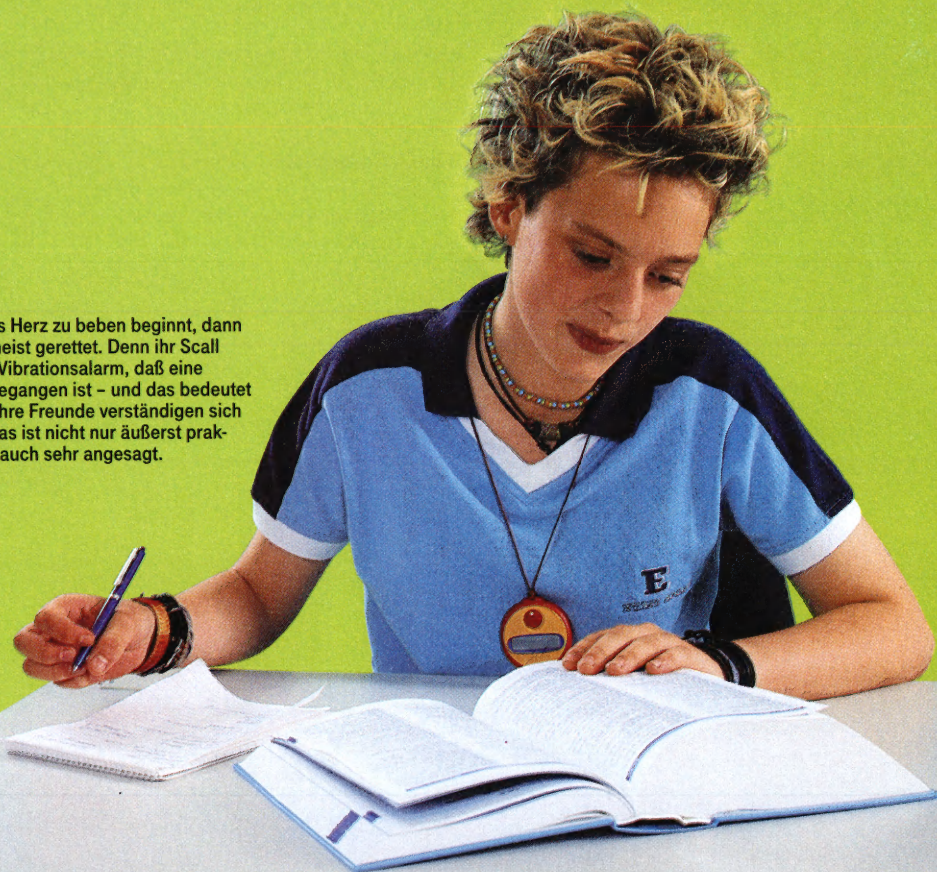 s Herz zu beben beginnt, dann
eist gerettet. Denn ihr Scall
Vibrationsalarm, daß eine
egangen ist – und das bedeutet
hre Freunde verständigen sich
as ist nicht nur äußerst prak-
auch sehr angesagt.
E